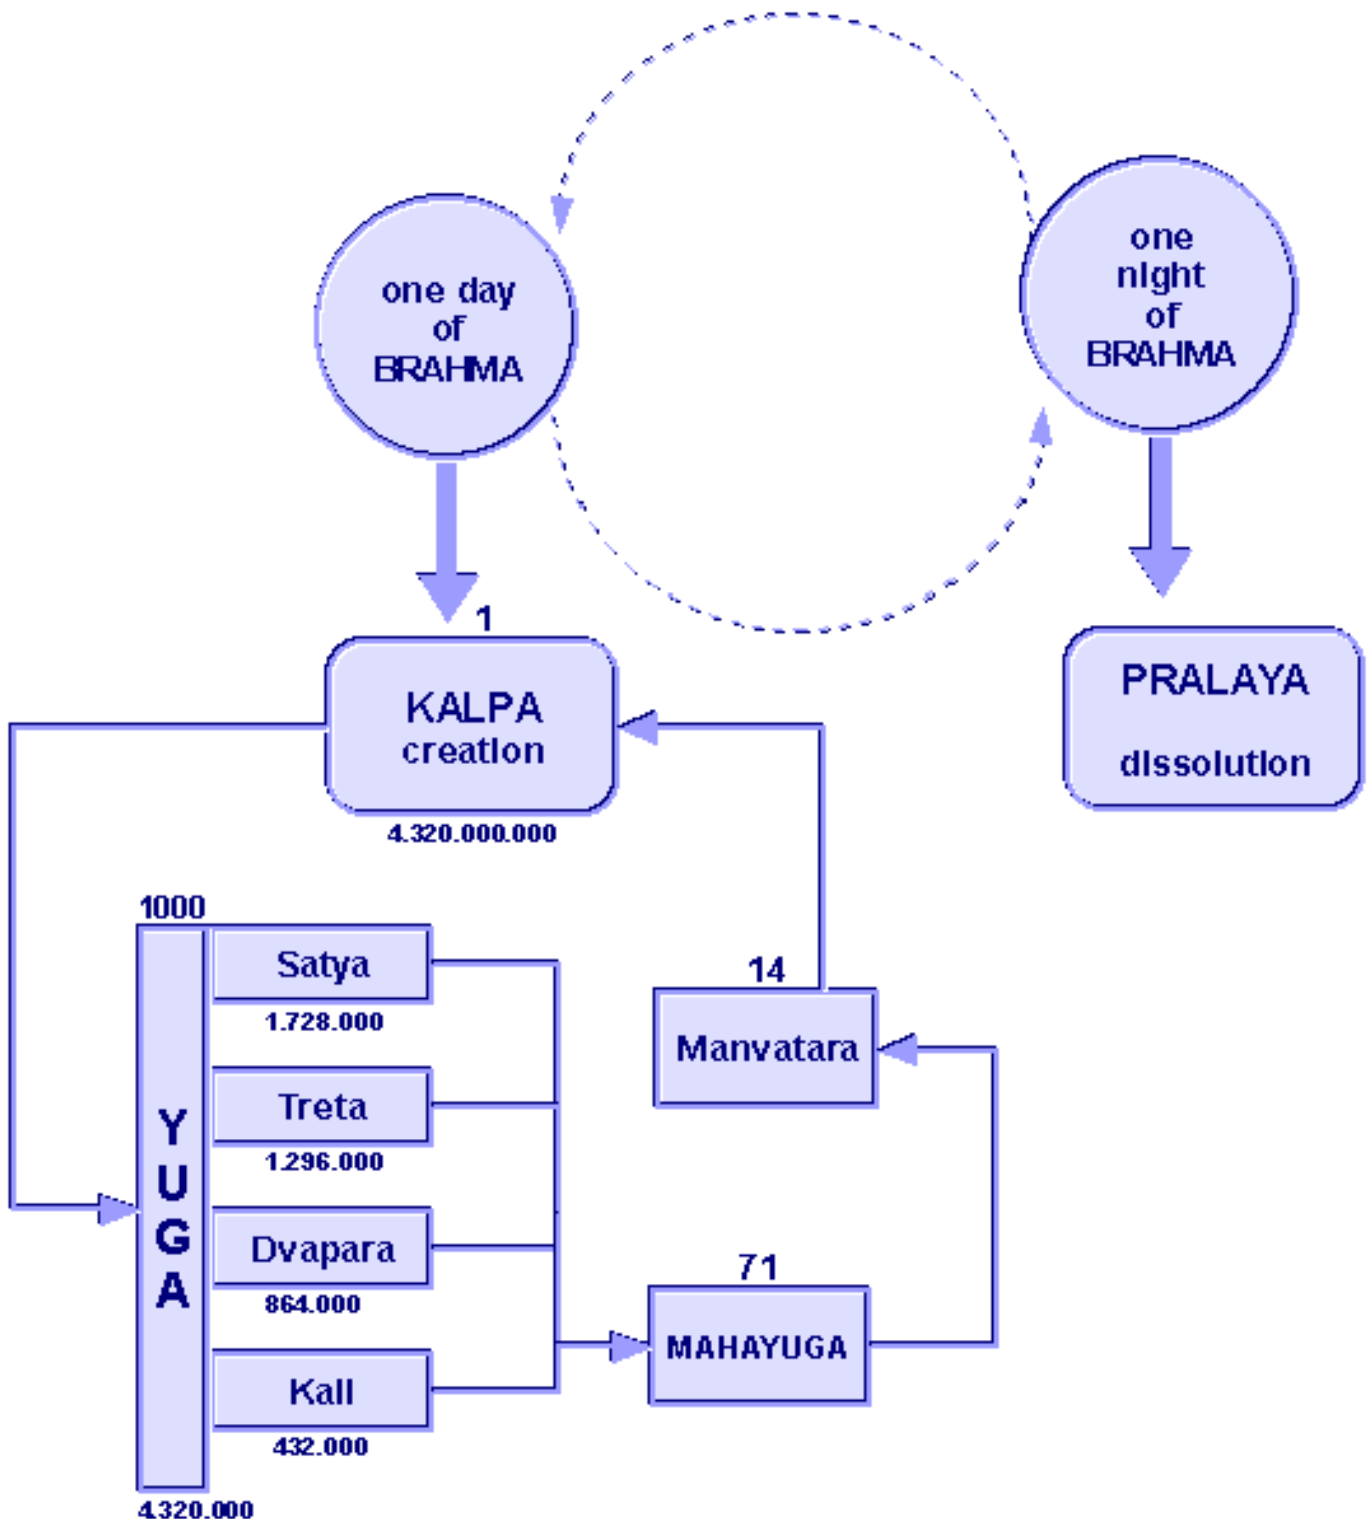 one day
of
BRAHMA
one
night
of
BRAHMA
1
KALPA
creation
4.320.000.000
PRALAYA
dissolution
1000
YUGA
Satya
1.728.000
Treta
1.296.000
Dvapara
864.000
Kali
432.000
4.320.000
14
Manvatara
71
MAHAYUGA